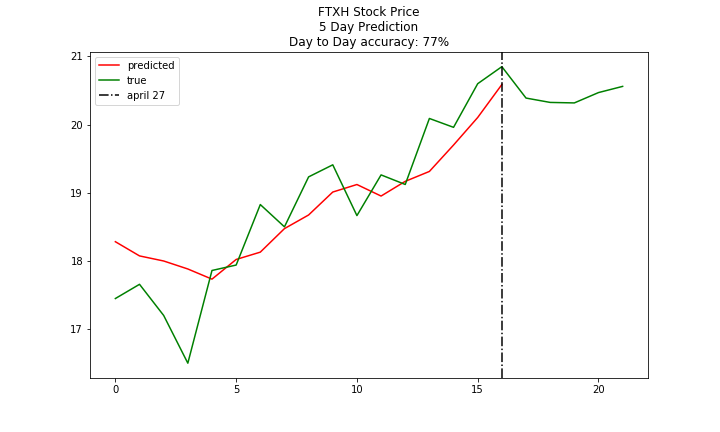 FTXH Stock Price
5 Day Prediction
Day to Day accuracy: 77%
predicted
true
april 27
21
20
19
18
17
0 5 10 15 20